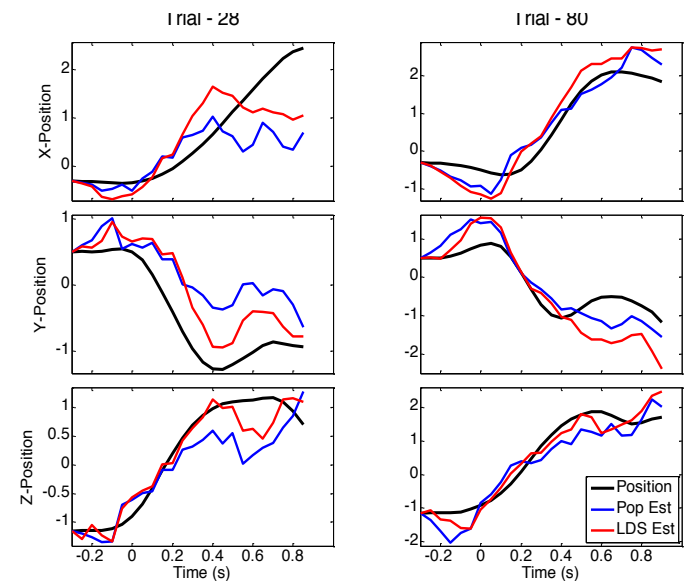 Trial - 28 Trial - 80
X-Position
2
1
0
2
1
0
-1
Y-Position
1
0
-1
1
0
-1
-2
Z-Position
1
0.5
0
-0.5
-1
2
1
0
-1
-2
Position
Pop Est
LDS Est
-0.2 0 0.2 0.4 0.6 0.8
-0.2 0 0.2 0.4 0.6 0.8
Time (s) Time (s)